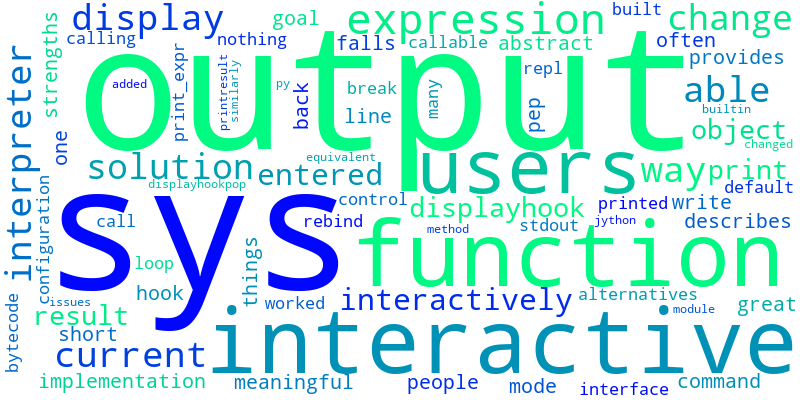 display
expression
built
change
strengths
calling
goal
nothing
falls
callable
abstract
often
output
print_expr
printresult
similarly
added
py
break
repl
provides
interpreter
back
line
many
pep
able
builtin
object
changed
one
solution
equivalent
entered
users
way
print
displayhookpop
default
configuration
sys
control
displayhook
printed
write
call
rebind
stdout
jython
describes
method
function
loop
things
hook
issues
worked
interactively
alternatives
great
module
bytecode
result
short
interactive
current
implementation
meaningful
people
mode
interface
command